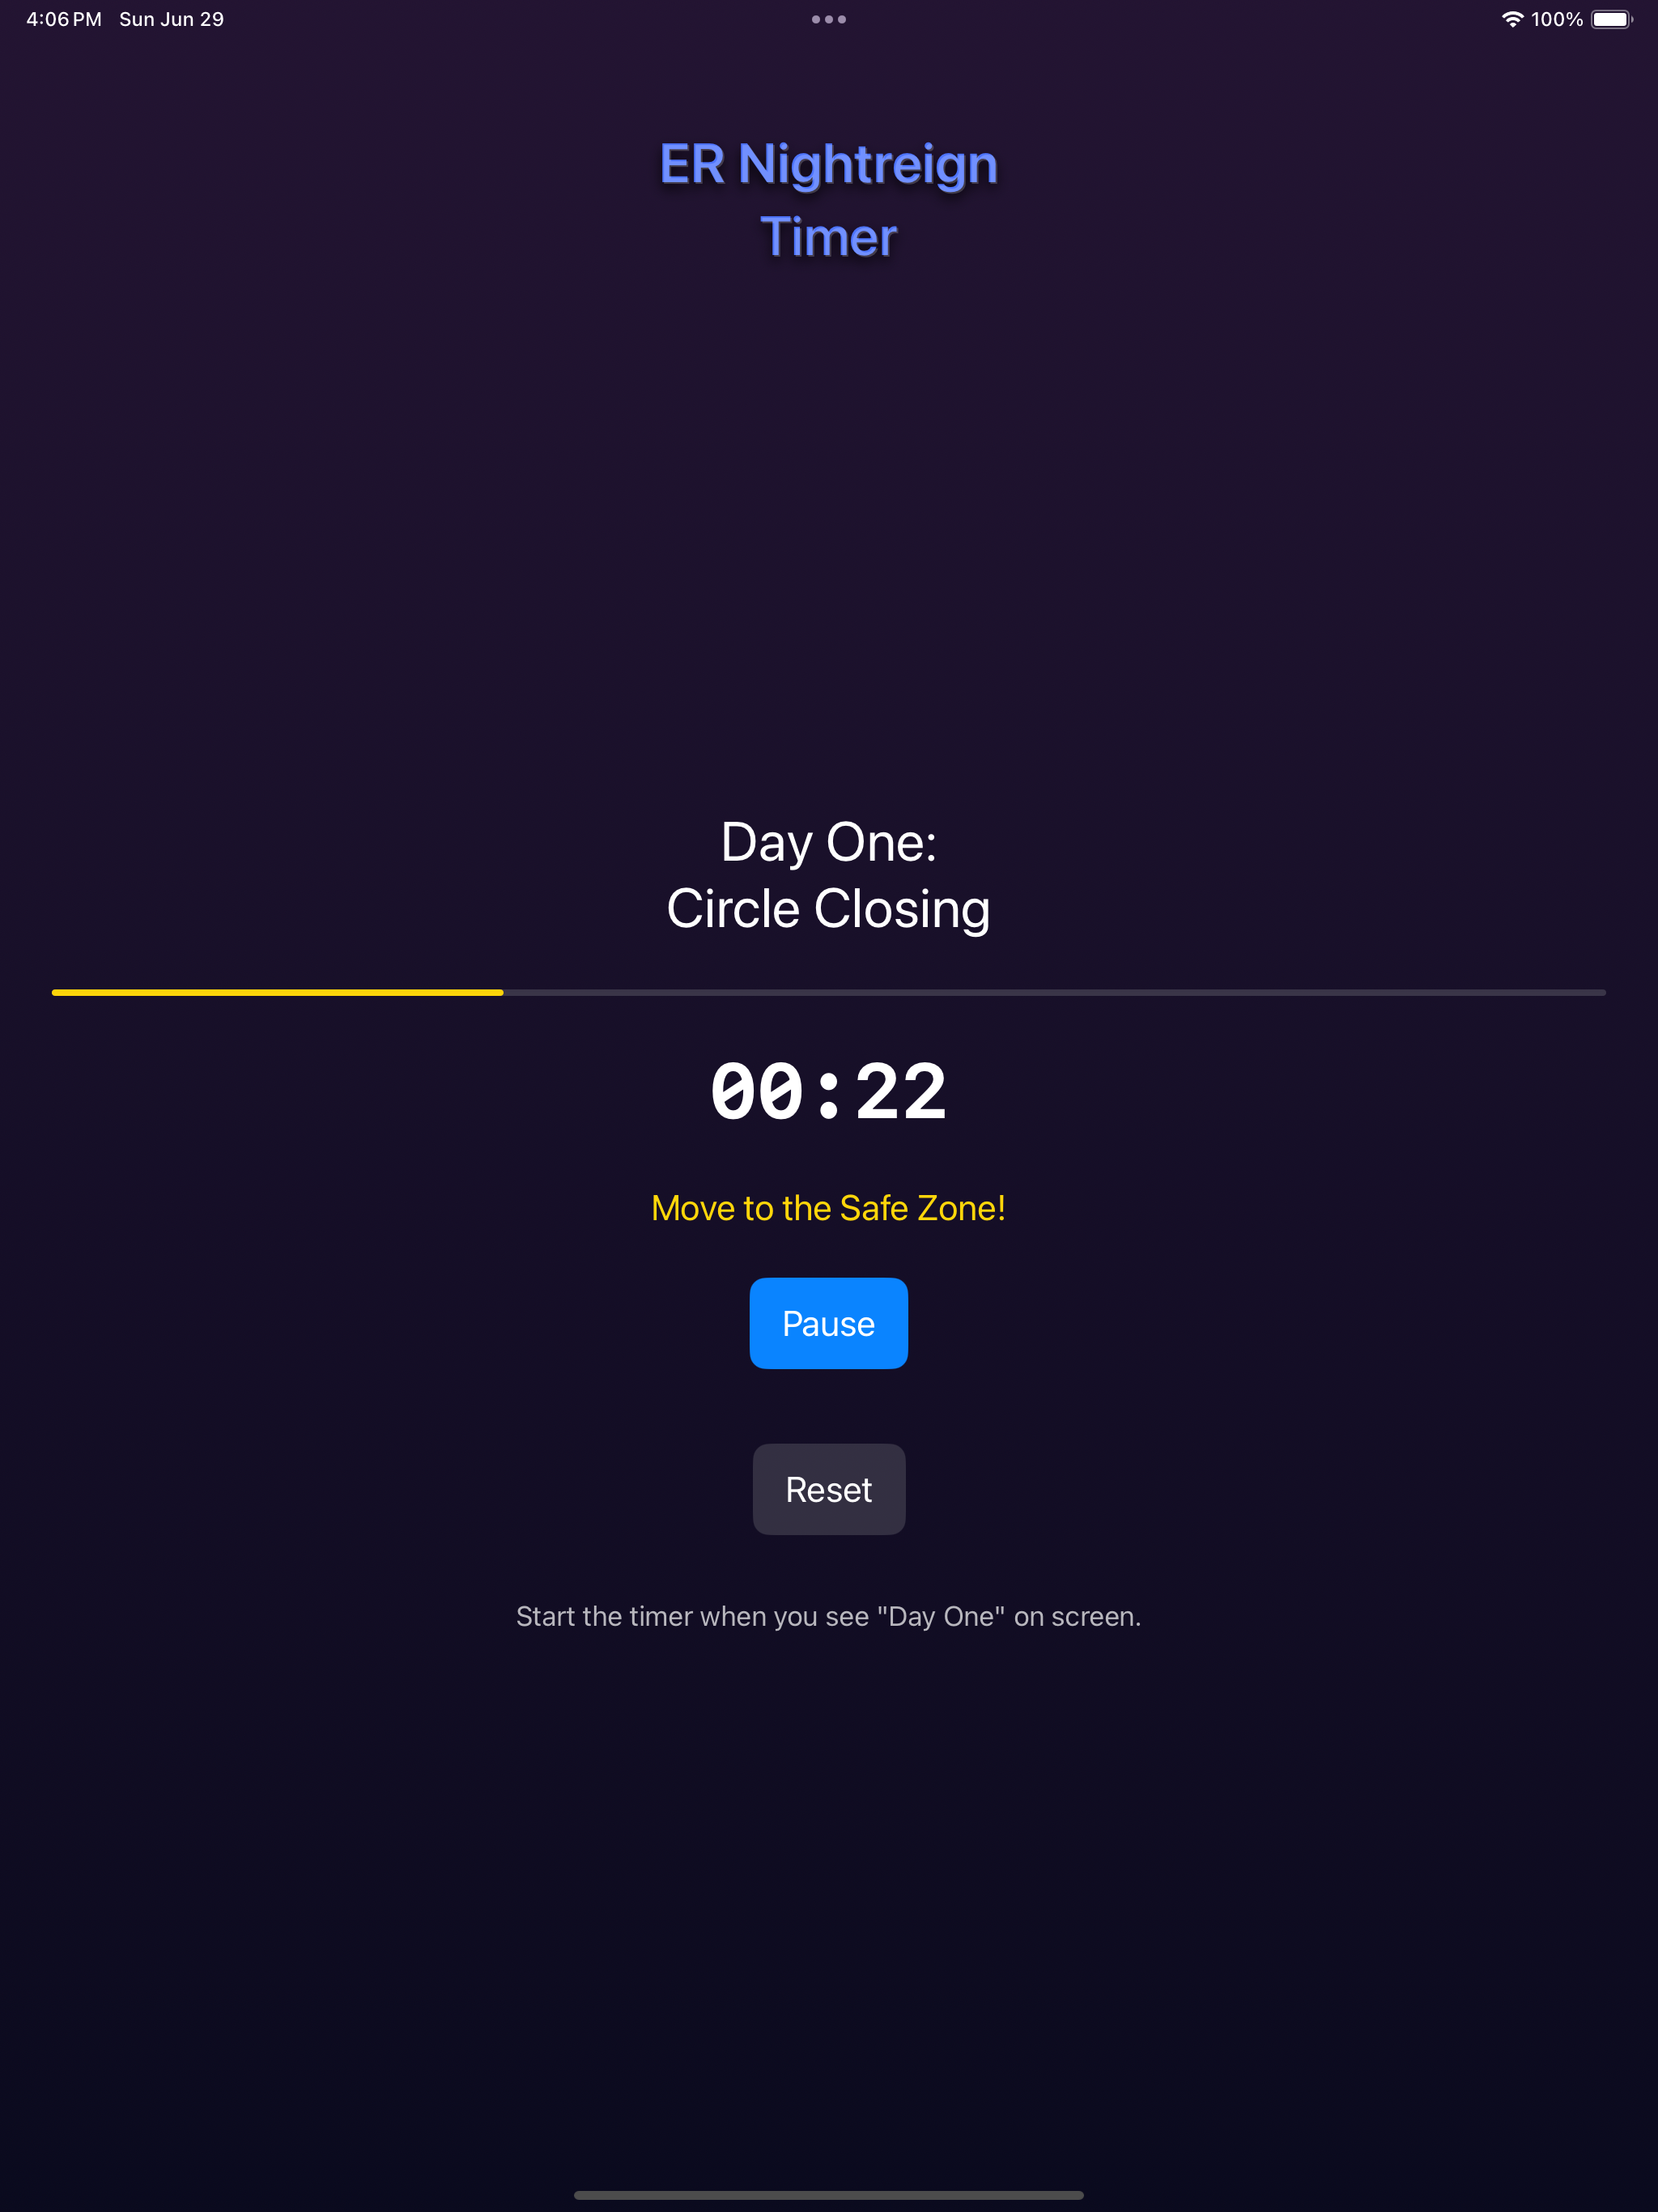 4:06 PM Sun Jun 29 100%
ER Nightreign
Timer
Day One:
Circle Closing
00:22
Move to the Safe Zone!
Pause
Reset
Start the timer when you see "Day One" on screen.